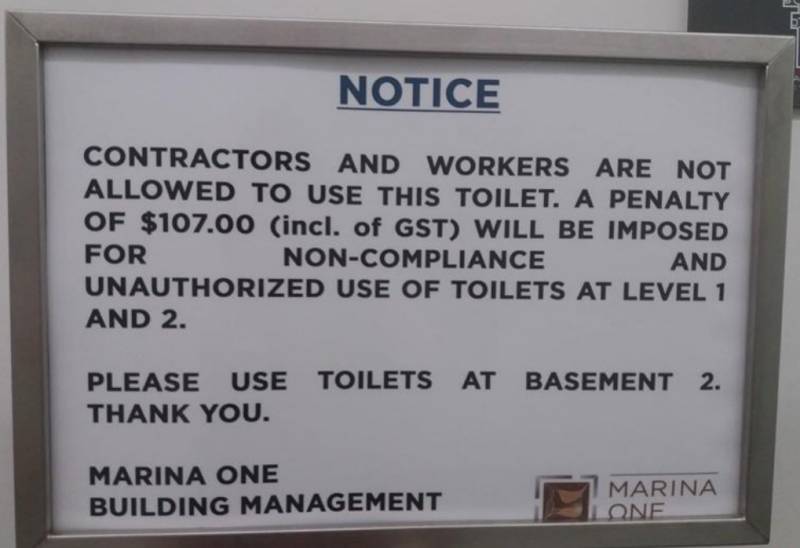 NOTICE
CONTRACTORS AND WORKERS ARE NOT
ALLOWED TO USE THIS TOILET. A PENALTY
OF $107.00 (incl. of GST) WILL BE IMPOSED
FOR NON-COMPLIANCE AND
UNAUTHORIZED USE OF TOILETS AT LEVEL 1
AND 2.
PLEASE USE TOILETS AT BASEMENT 2.
THANK YOU.
MARINA ONE
BUILDING MANAGEMENT
MARINA
ONE